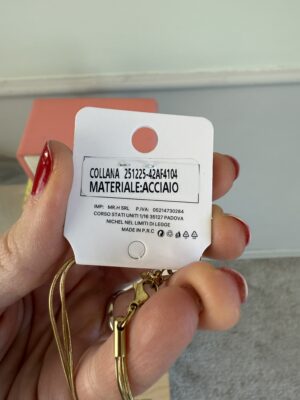 COLLANA 251225-42AF4104
MATERIALE:ACCIAIO
IMP: MR.H SRL P.IVA: 05214730284
CORSO STATI UNITI 1/16 35127 PADOVA
NICHEL NEI LIMITI DI LEGGE
MADE IN P.R.C